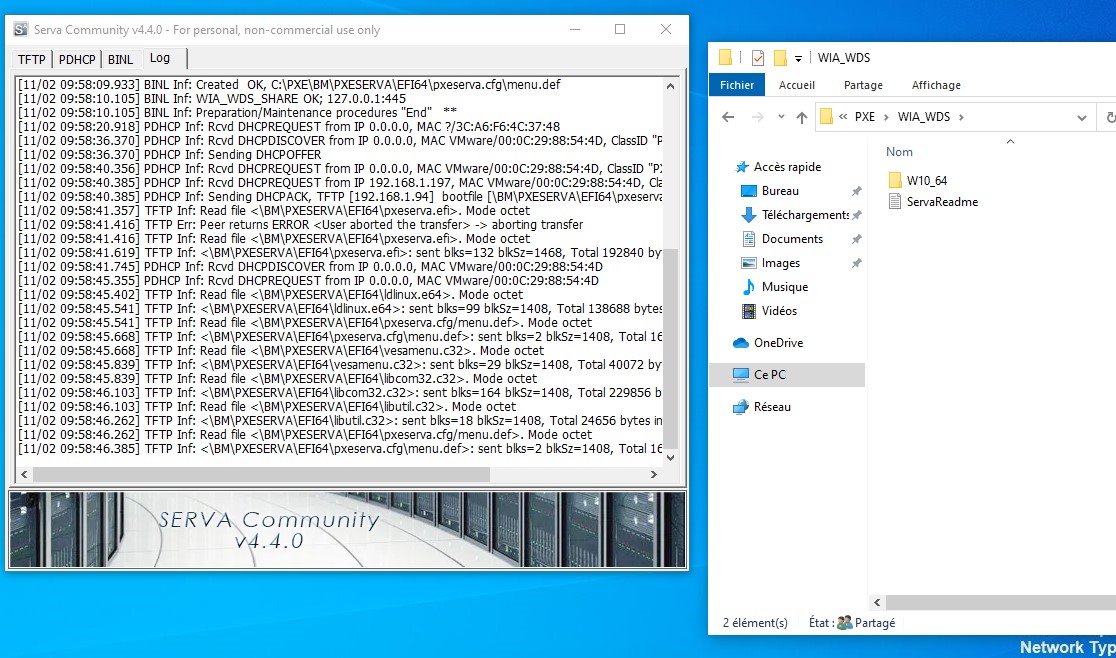 Serva Community v4.4.0 - For personal, non-commercial use only
TFTP PDHCP BINL Log
[11/02 09:58:09.933] BINL Inf: Created OK, C:\PXE\BM\PXESERVA\EFI64\pxeserva.cfg\menu.def
[11/02 09:58:10.105] BINL Inf: WIA_WDS_SHARE OK; 127.0.0.1:445
[11/02 09:58:10.105] BINL Inf: Preparation/Maintenance procedures "End" **
[11/02 09:58:20.918] PDHCP Inf: Rcvd DHCPREQUEST from IP 0.0.0.0, MAC ?/3C:A6:F6:4C:37:48
[11/02 09:58:36.370] PDHCP Inf: Rcvd DHCPDISCOVER from IP 0.0.0.0, MAC VMware/00:0C:29:88:54:4D, ClassID "P
[11/02 09:58:36.370] PDHCP Inf: Sending DHCPOFFER
[11/02 09:58:40.356] PDHCP Inf: Rcvd DHCPREQUEST from IP 0.0.0.0, MAC VMware/00:0C:29:88:54:4D, ClassID "P
[11/02 09:58:40.385] PDHCP Inf: Rcvd DHCPREQUEST from IP 192.168.1.197, MAC VMware/00:0C:29:88:54:4D, Cla
[11/02 09:58:40.385] PDHCP Inf: Sending DHCPACK, TFTP [192.168.1.94] bootfile [\BM\PXESERVA\EFI64\pxeserva
[11/02 09:58:41.357] TFTP Inf: Read file <\BM\PXESERVA\EFI64\pxeserva.efi>. Mode octet
[11/02 09:58:41.416] TFTP Err: Peer returns ERROR <User aborted the transfer> -> aborting transfer
[11/02 09:58:41.416] TFTP Inf: Read file <\BM\PXESERVA\EFI64\pxeserva.efi>. Mode octet
[11/02 09:58:41.619] TFTP Inf: <\BM\PXESERVA\EFI64\pxeserva.efi>: sent blks=132 blkSz=1468, Total 192840 by
[11/02 09:58:41.745] PDHCP Inf: Rcvd DHCPDISCOVER from IP 0.0.0.0, MAC VMware/00:0C:29:88:54:4D
[11/02 09:58:45.355] PDHCP Inf: Rcvd DHCPREQUEST from IP 0.0.0.0, MAC VMware/00:0C:29:88:54:4D
[11/02 09:58:45.402] TFTP Inf: Read file <\BM\PXESERVA\EFI64\ldlinux.e64>. Mode octet
[11/02 09:58:45.541] TFTP Inf: <\BM\PXESERVA\EFI64\ldlinux.e64>: sent blks=99 blkSz=1408, Total 138688 bytes
[11/02 09:58:45.541] TFTP Inf: Read file <\BM\PXESERVA\EFI64\pxeserva.cfg/menu.def>. Mode octet
[11/02 09:58:45.668] TFTP Inf: <\BM\PXESERVA\EFI64\pxeserva.cfg\menu.def>: sent blks=2 blkSz=1408, Total 16
[11/02 09:58:45.668] TFTP Inf: Read file <\BM\PXESERVA\EFI64\vesamenu.c32>. Mode octet
[11/02 09:58:45.839] TFTP Inf: <\BM\PXESERVA\EFI64\vesamenu.c32>: sent blks=29 blkSz=1408, Total 40072 by
[11/02 09:58:45.839] TFTP Inf: Read file <\BM\PXESERVA\EFI64\libcom32.c32>. Mode octet
[11/02 09:58:46.103] TFTP Inf: <\BM\PXESERVA\EFI64\libcom32.c32>: sent blks=164 blkSz=1408, Total 229856 b
[11/02 09:58:46.103] TFTP Inf: Read file <\BM\PXESERVA\EFI64\libutil.c32>. Mode octet
[11/02 09:58:46.262] TFTP Inf: <\BM\PXESERVA\EFI64\libutil.c32>: sent blks=18 blkSz=1408, Total 24656 bytes in
[11/02 09:58:46.262] TFTP Inf: Read file <\BM\PXESERVA\EFI64\pxeserva.cfg/menu.def>. Mode octet
[11/02 09:58:46.385] TFTP Inf: <\BM\PXESERVA\EFI64\pxeserva.cfg\menu.def>: sent blks=2 blkSz=1408, Total 16
SERVA Community
v4.4.0
WIA_WDS
Fichier Accueil Partage Affichage
« PXE > WIA_WDS >
Nom
Accès rapide
Bureau
Téléchargements
Documents
Images
Musique
Vidéos
OneDrive
Ce PC
Réseau
W10_64
ServaReadme
2 élément(s) État : Partagé
Network Typ